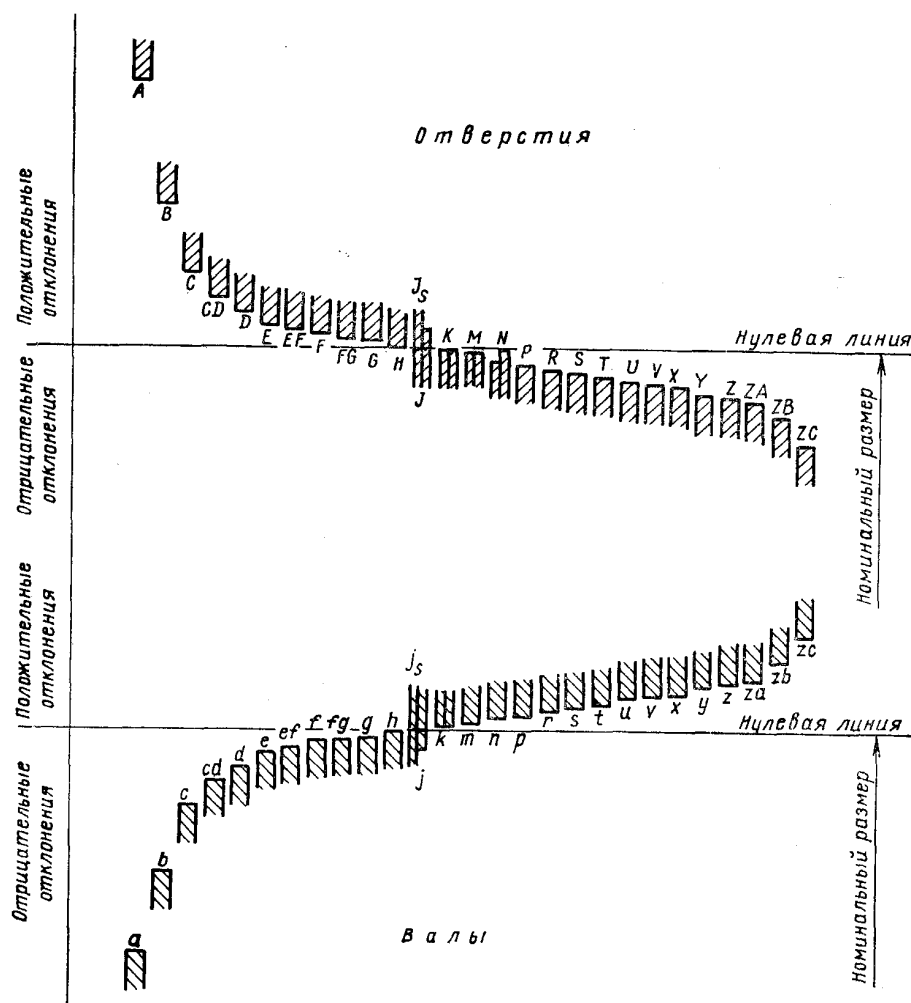 A
Отверстия
B
C
CD
D
E
EF
F
FG
G
H
Js
J
K
M
N
P
R
S
T
U
V
X
Y
Z
ZA
ZB
ZC
Нулевая линия
Положительные
отклонения
Отрицательные
отклонения
Номинальный размер
Положительные
отклонения
Отрицательные
отклонения
a
b
c
cd
d
e
ef
f
fg
g
h
js
j
k
m
n
p
r
s
t
u
v
x
y
z
za
zb
zc
Нулевая линия
Номинальный размер
Валы